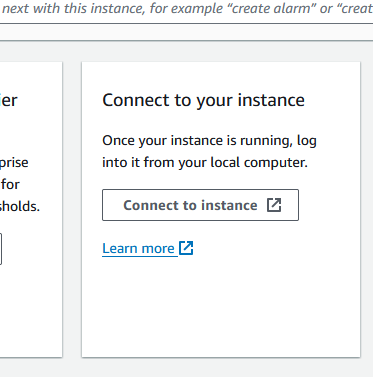 next with this instance, for example “create alarm” or “creat
ier
Connect to your instance
Once your instance is running, log
into it from your local computer.
prise
for
sholds.
Connect to instance
Learn more